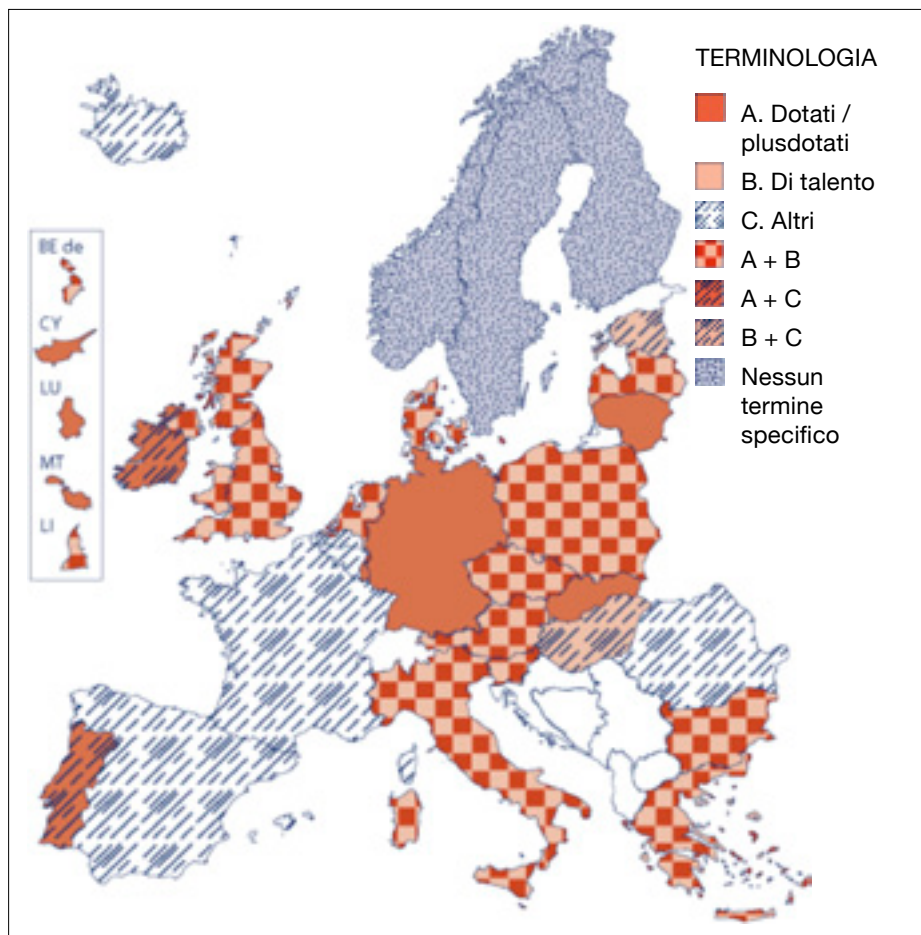 TERMINOLOGIA
A. Dotati /
plusdotati
B. Di talento
C. Altri
A + B
A + C
B + C
Nessun
termine
specifico
BE de
CY
LU
MT
LI